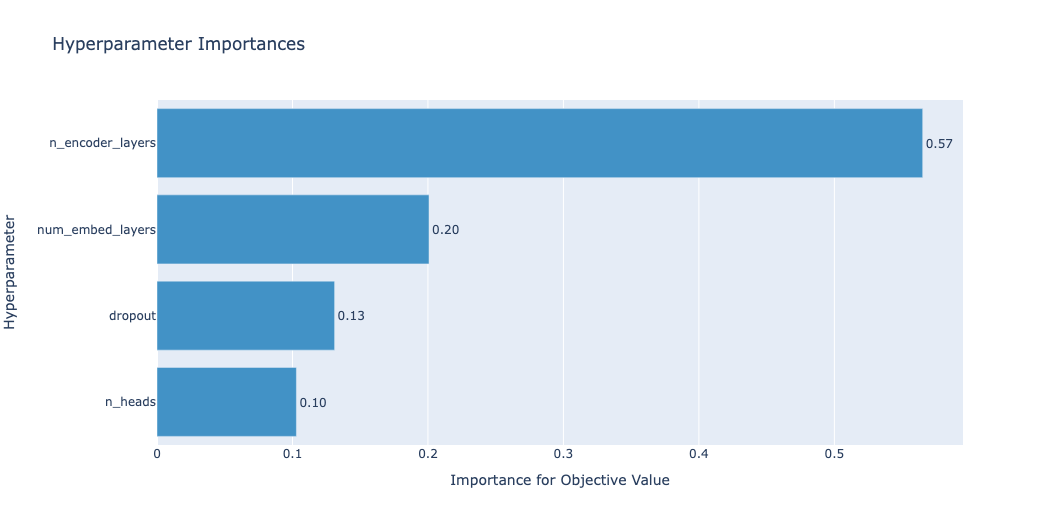 Hyperparameter Importances
Hyperparameter
n_encoder_layers
0.57
num_embed_layers
0.20
dropout
0.13
n_heads
0.10
0 0.1 0.2 0.3 0.4 0.5
Importance for Objective Value